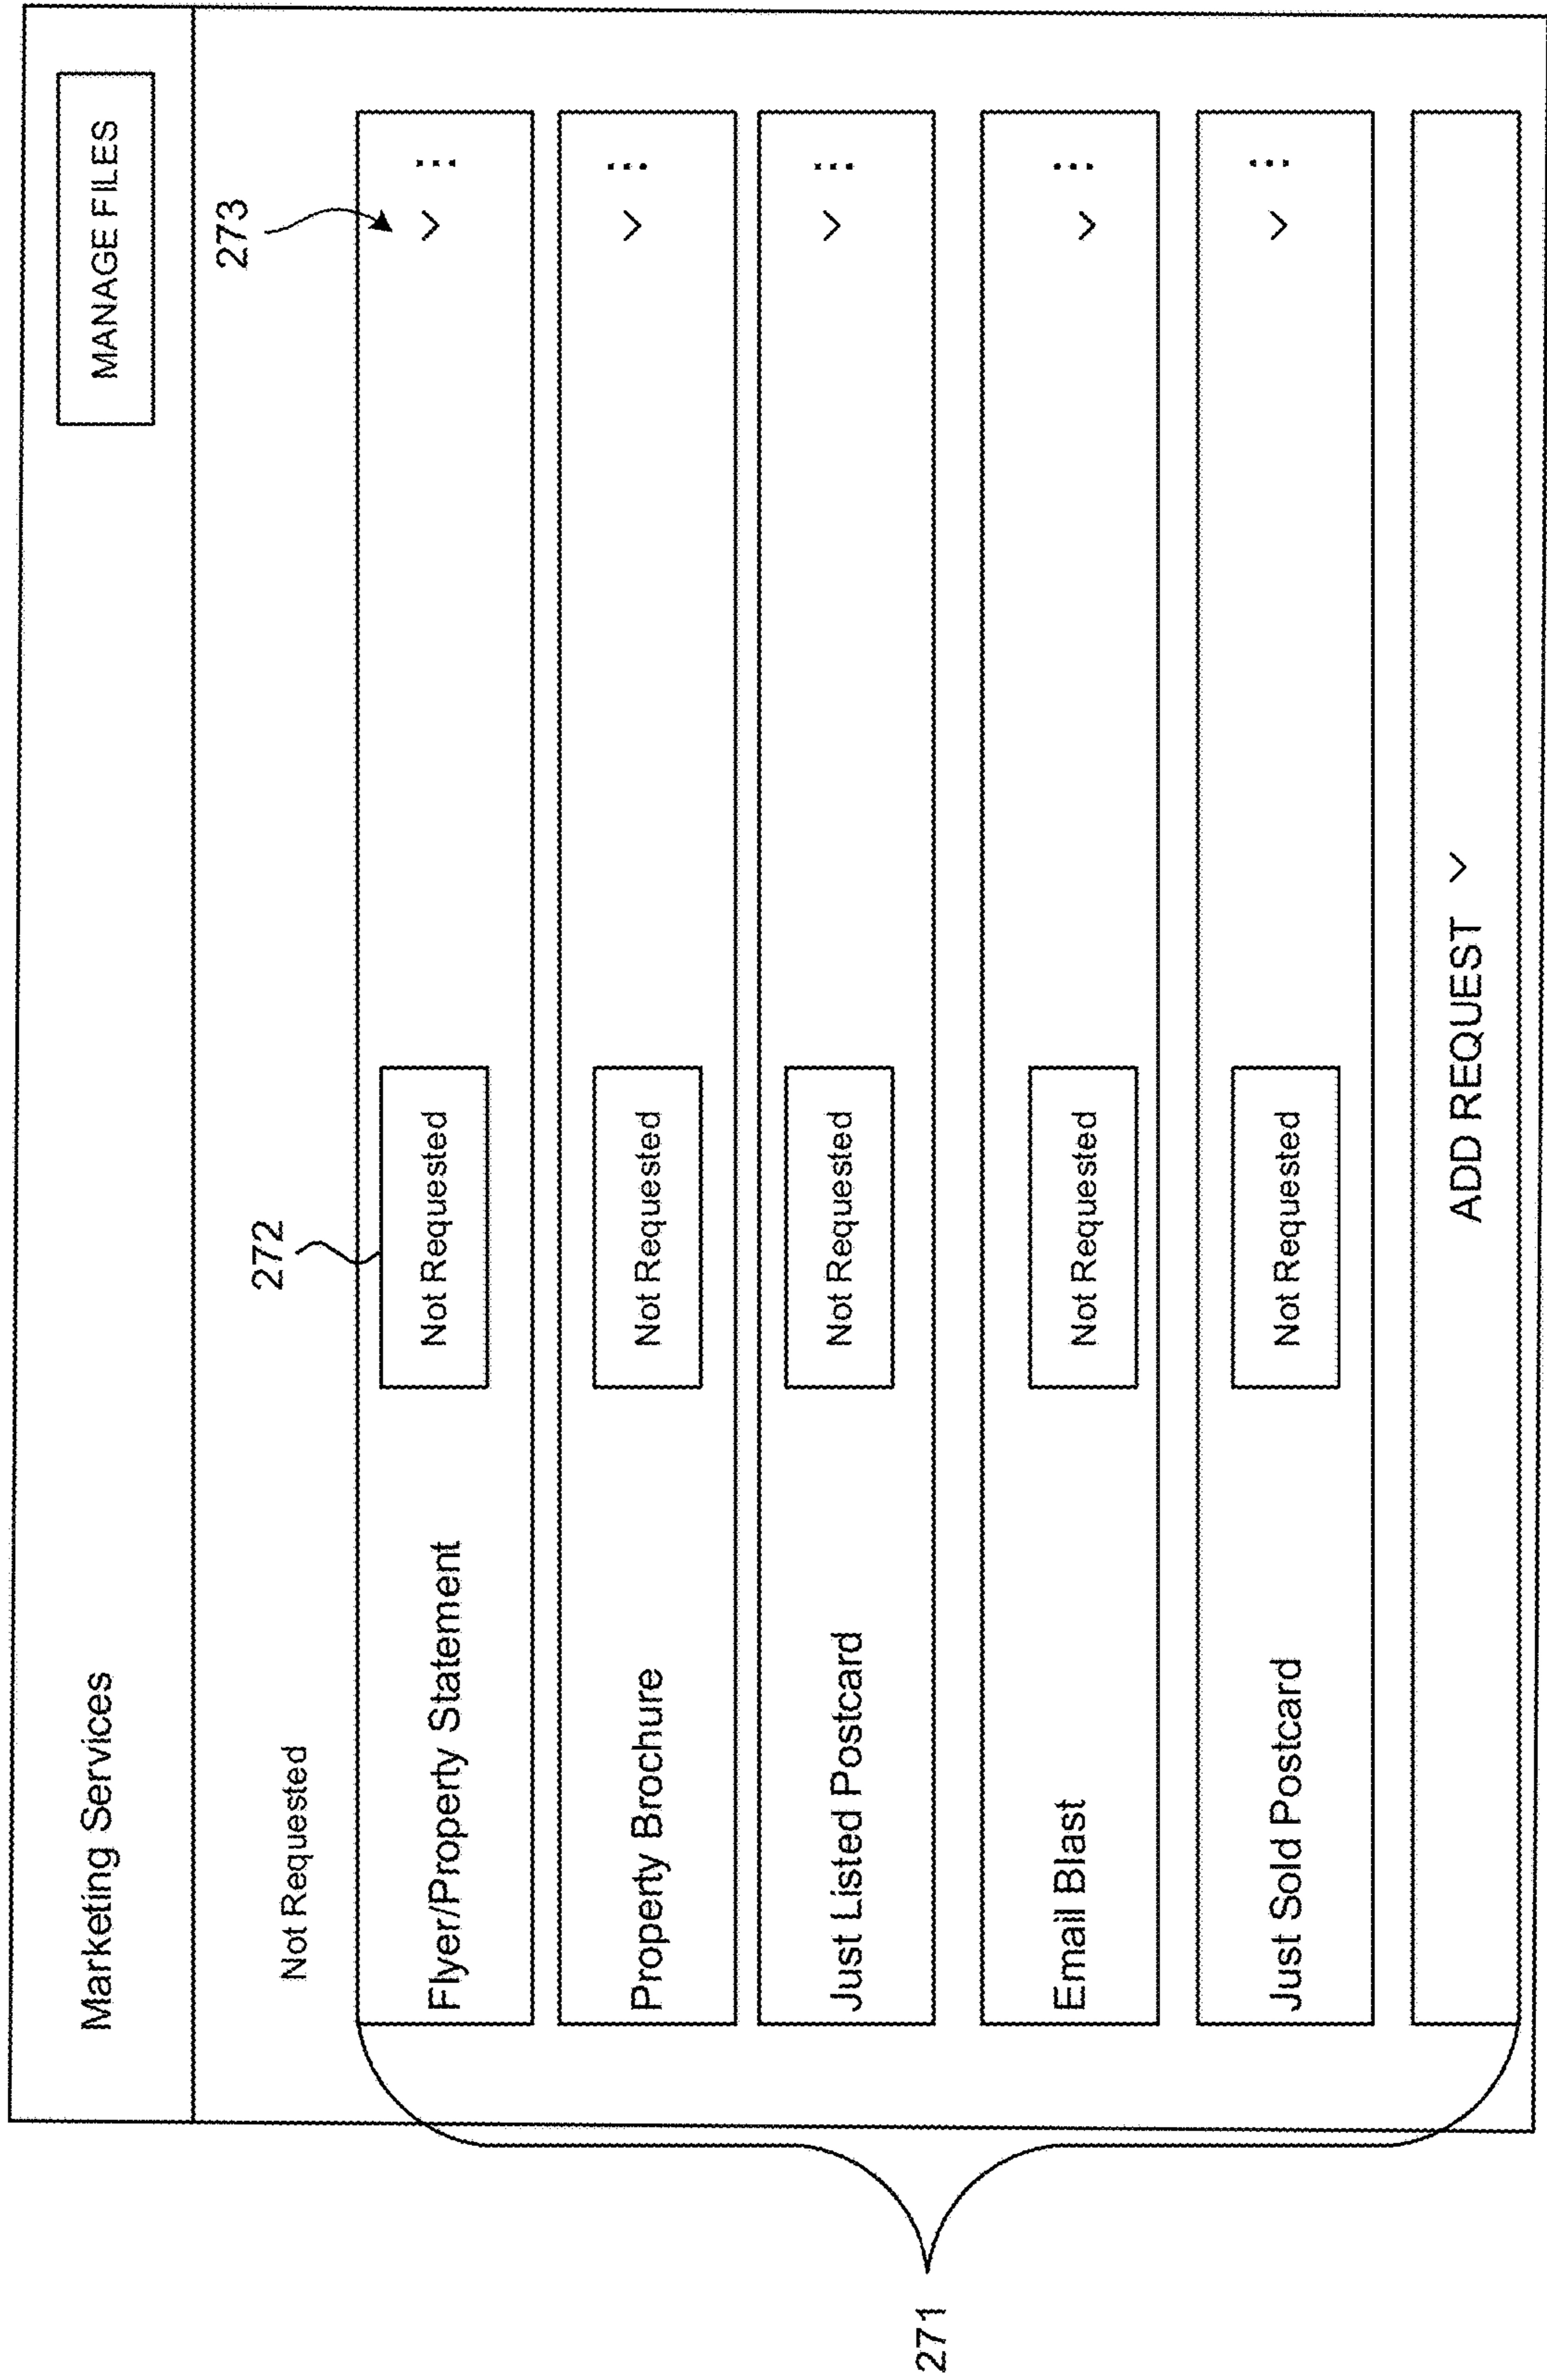 Marketing Services
MANAGE FILES
Not Requested
272
273
Flyer/Property Statement
Not Requested
Property Brochure
Not Requested
Just Listed Postcard
Not Requested
Email Blast
Not Requested
Just Sold Postcard
Not Requested
ADD REQUEST
271